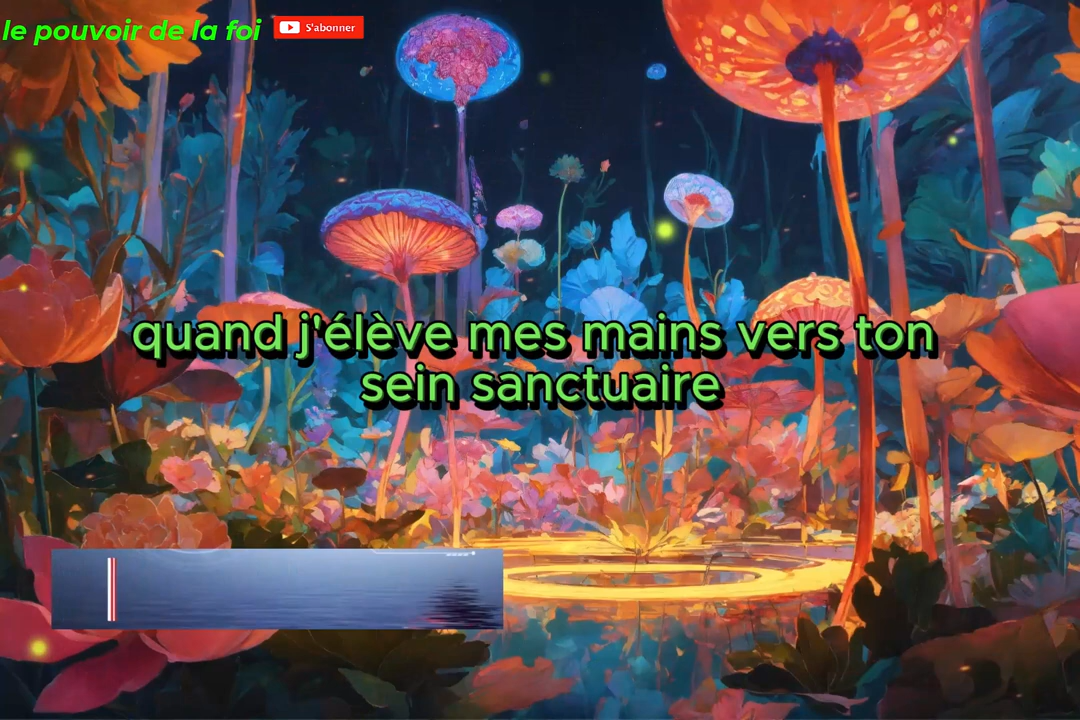 le pouvoir de la foi
S'abonner
quand j'élève mes mains vers ton
sein sanctuaire